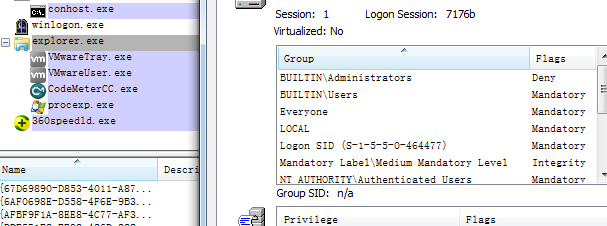 conhost.exe
winlogon.exe
explorer.exe
VMwareTray.exe
VMwareUser.exe
CodeMeterCC.exe
procexp.exe
360speedld.exe
Name Descri
{67D69890-D853-4011-A87...
{6AF0698E-D558-4F6E-9B3...
{AFBF9F1A-8EE8-4C77-AF3...
Session: 1 Logon Session: 7176b
Virtualized: No
Group Flags
BUILTIN\Administrators Deny
BUILTIN\Users Mandatory
Everyone Mandatory
LOCAL Mandatory
Logon SID (S-1-5-5-0-464477) Mandatory
Mandatory Label\Medium Mandatory Level Integrity
NT AUTHORITY\Authenticated Users Mandatory
Group SID: n/a
Privilege Flags